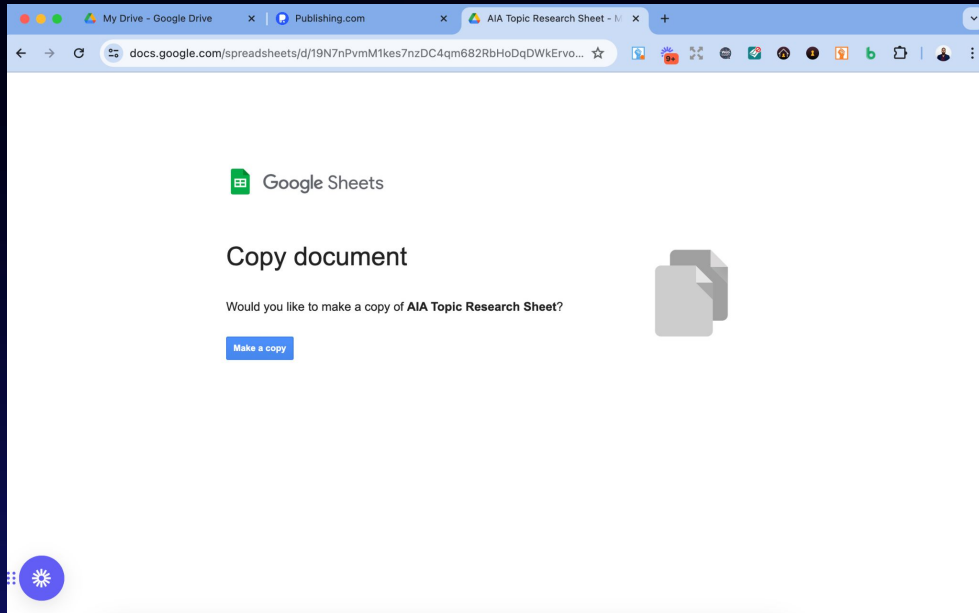 My Drive - Google Drive
Publishing.com
AIA Topic Research Sheet - M
docs.google.com/spreadsheets/d/19N7nPvmM1kes7nzDC4qm682RbHoDqDWkErvo...
9+
Google Sheets
Copy document
Would you like to make a copy of AIA Topic Research Sheet?
Make a copy